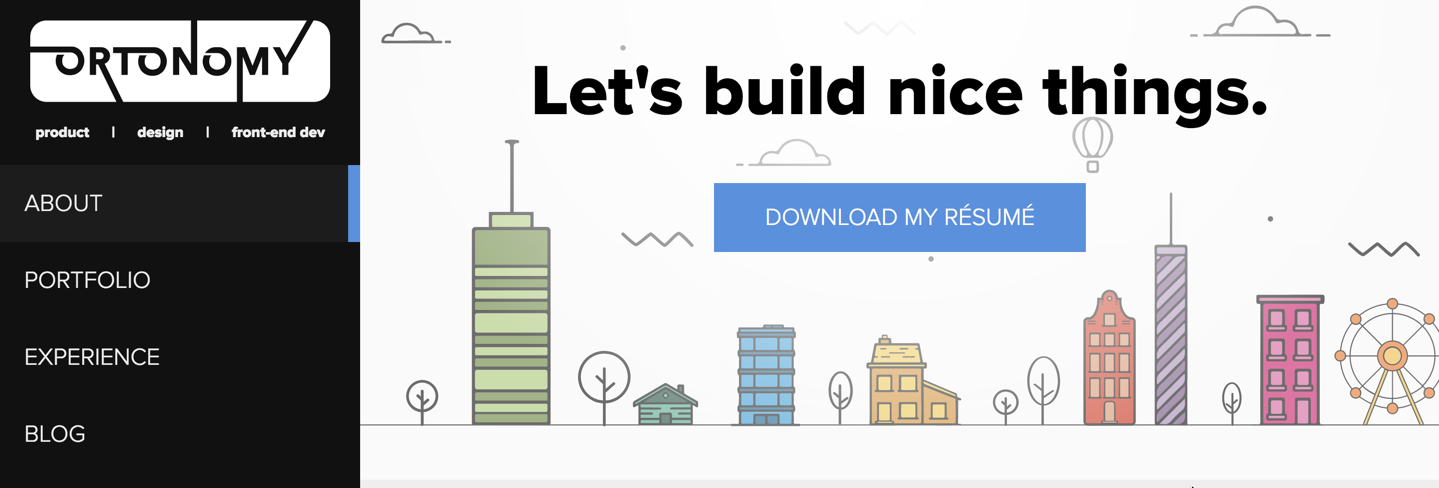 ORTONOMY
product | design | front-end dev
ABOUT
PORTFOLIO
EXPERIENCE
BLOG
Let's build nice things.
DOWNLOAD MY RÉSUMÉ